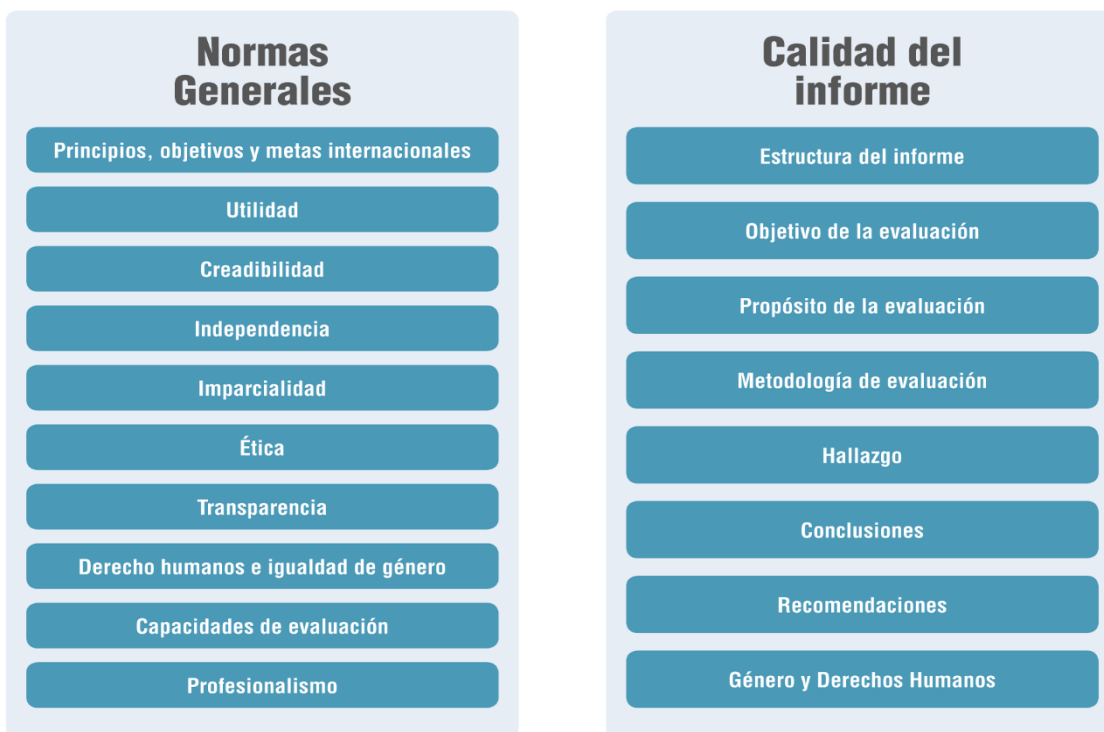 Normas
Generales
Principios, objetivos y metas internacionales
Utilidad
Creadibilidad
Independencia
Imparcialidad
Ética
Transparencia
Derecho humanos e igualdad de género
Capacidades de evaluación
Profesionalismo
Calidad del
informe
Estructura del informe
Objetivo de la evaluación
Propósito de la evaluación
Metodología de evaluación
Hallazgo
Conclusiones
Recomendaciones
Género y Derechos Humanos